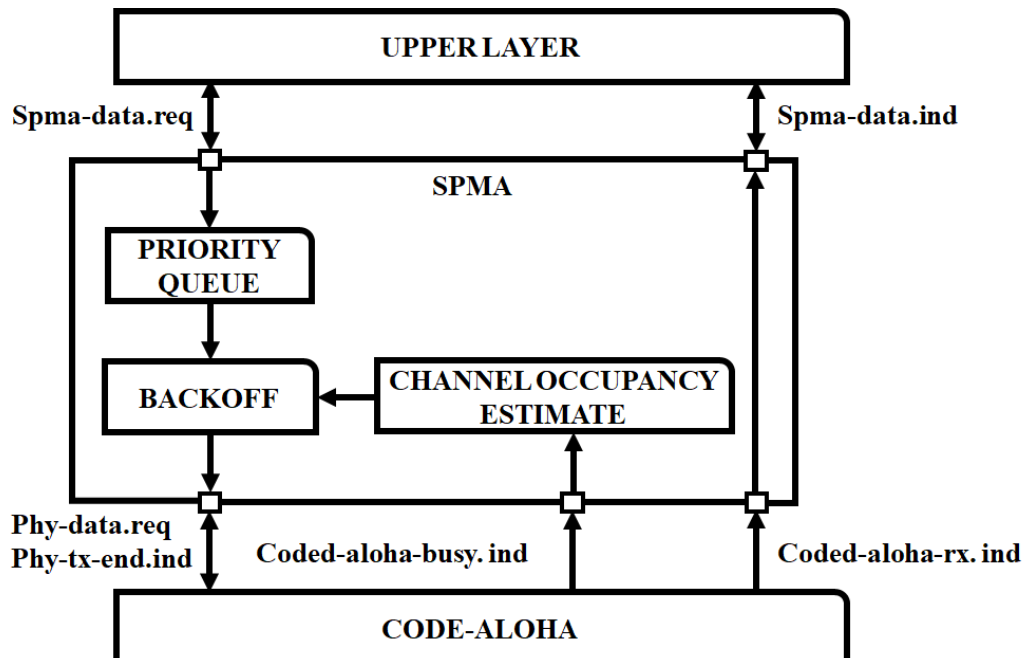 UPPER LAYER
Spma-data.req
Spma-data.ind
SPMA
PRIORITY
QUEUE
BACKOFF
CHANNEL OCCUPANCY
ESTIMATE
Phy-data.req
Phy-tx-end.ind
Coded-aloha-busy. ind
Coded-aloha-rx. ind
CODE-ALOHA